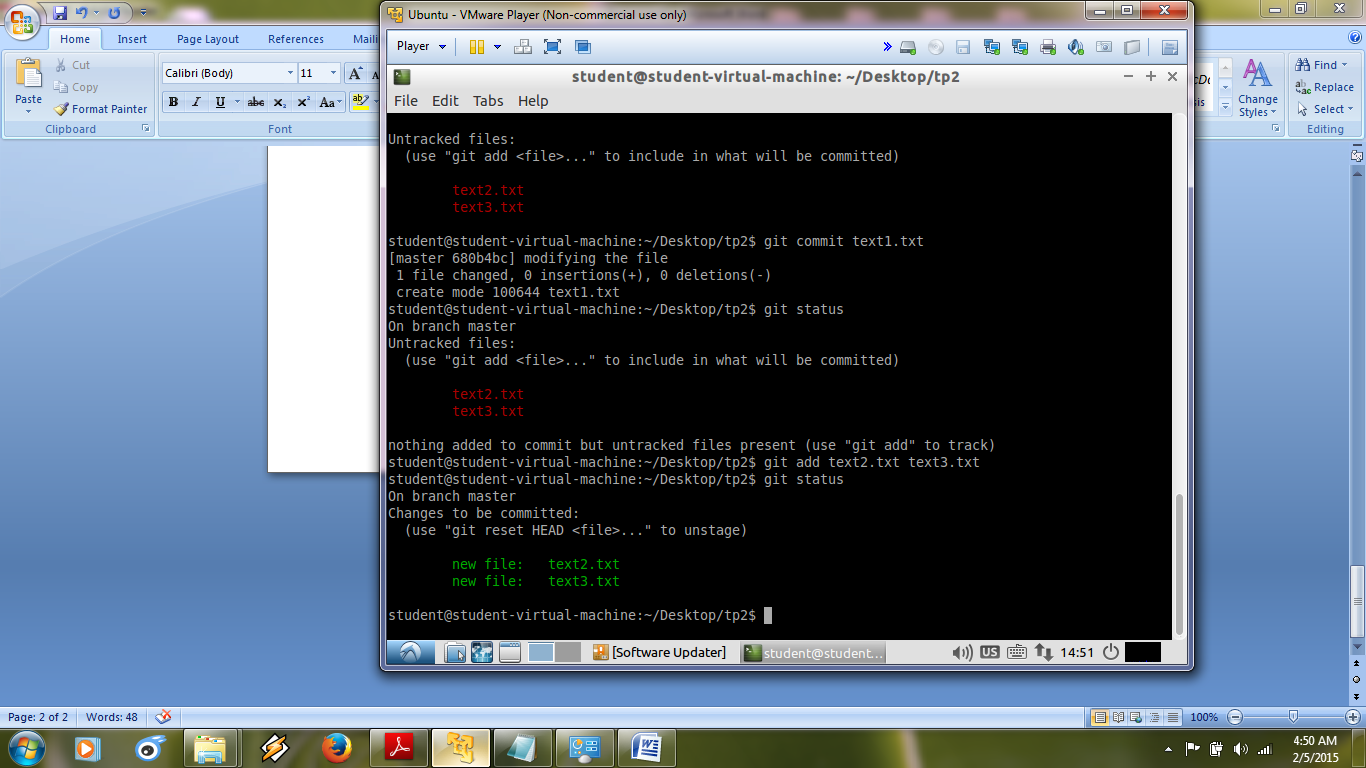 Ubuntu - VMware Player (Non-commercial use only)
Home
Insert
Page Layout
References
Maili
Player
student@student-virtual-machine: ~/Desktop/tp2
File Edit Tabs Help
Paste
Cut
Copy
Format Painter
Clipboard
Calibri (Body)
11
B I U abc x₂ x² Aa ab
Font
Change Styles
Find
Replace
Select
Editing
Untracked files:
  (use "git add <file>..." to include in what will be committed)
        text2.txt
        text3.txt
student@student-virtual-machine:~/Desktop/tp2$ git commit text1.txt
[master 680b4bc] modifying the file
 1 file changed, 0 insertions(+), 0 deletions(-)
 create mode 100644 text1.txt
student@student-virtual-machine:~/Desktop/tp2$ git status
On branch master
Untracked files:
  (use "git add <file>..." to include in what will be committed)
        text2.txt
        text3.txt
nothing added to commit but untracked files present (use "git add" to track)
student@student-virtual-machine:~/Desktop/tp2$ git add text2.txt text3.txt
student@student-virtual-machine:~/Desktop/tp2$ git status
On branch master
Changes to be committed:
  (use "git reset HEAD <file>..." to unstage)
        new file:   text2.txt
        new file:   text3.txt
student@student-virtual-machine:~/Desktop/tp2$
[Software Updater]
student@student...
US
14:51
Page: 2 of 2
Words: 48
100%
4:50 AM
2/5/2015